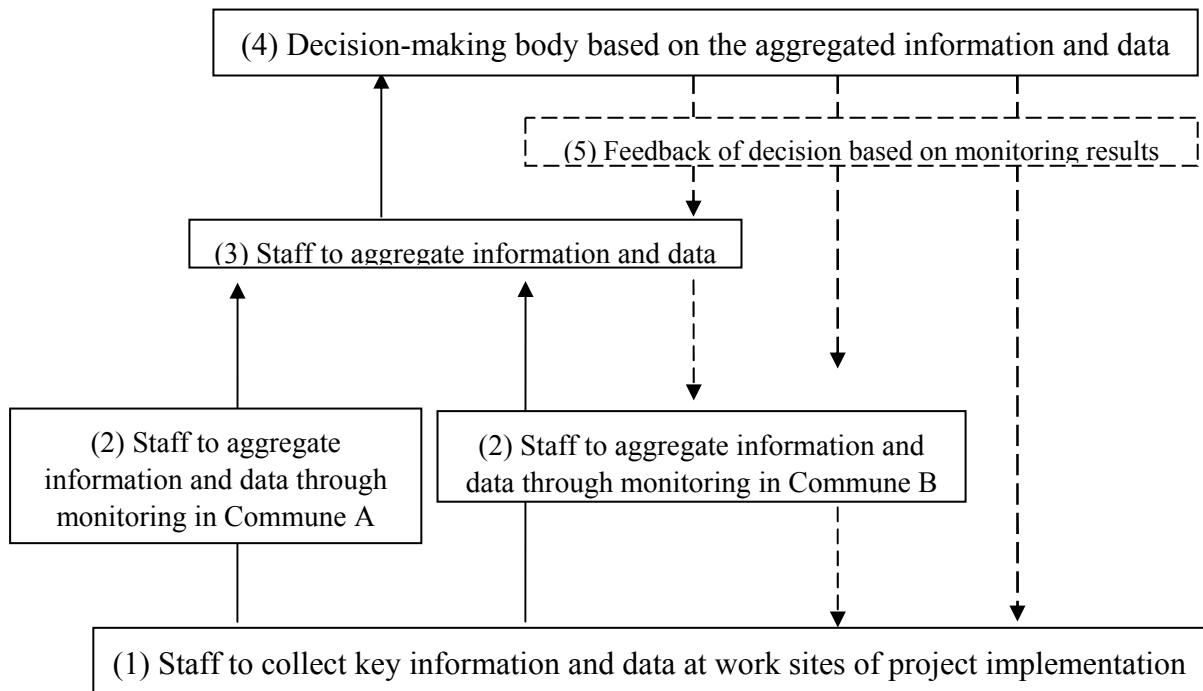 (4) Decision-making body based on the aggregated information and data
(5) Feedback of decision based on monitoring results
(3) Staff to aggregate information and data
(2) Staff to aggregate
information and data through
monitoring in Commune A
(2) Staff to aggregate information and
data through monitoring in Commune B
(1) Staff to collect key information and data at work sites of project implementation